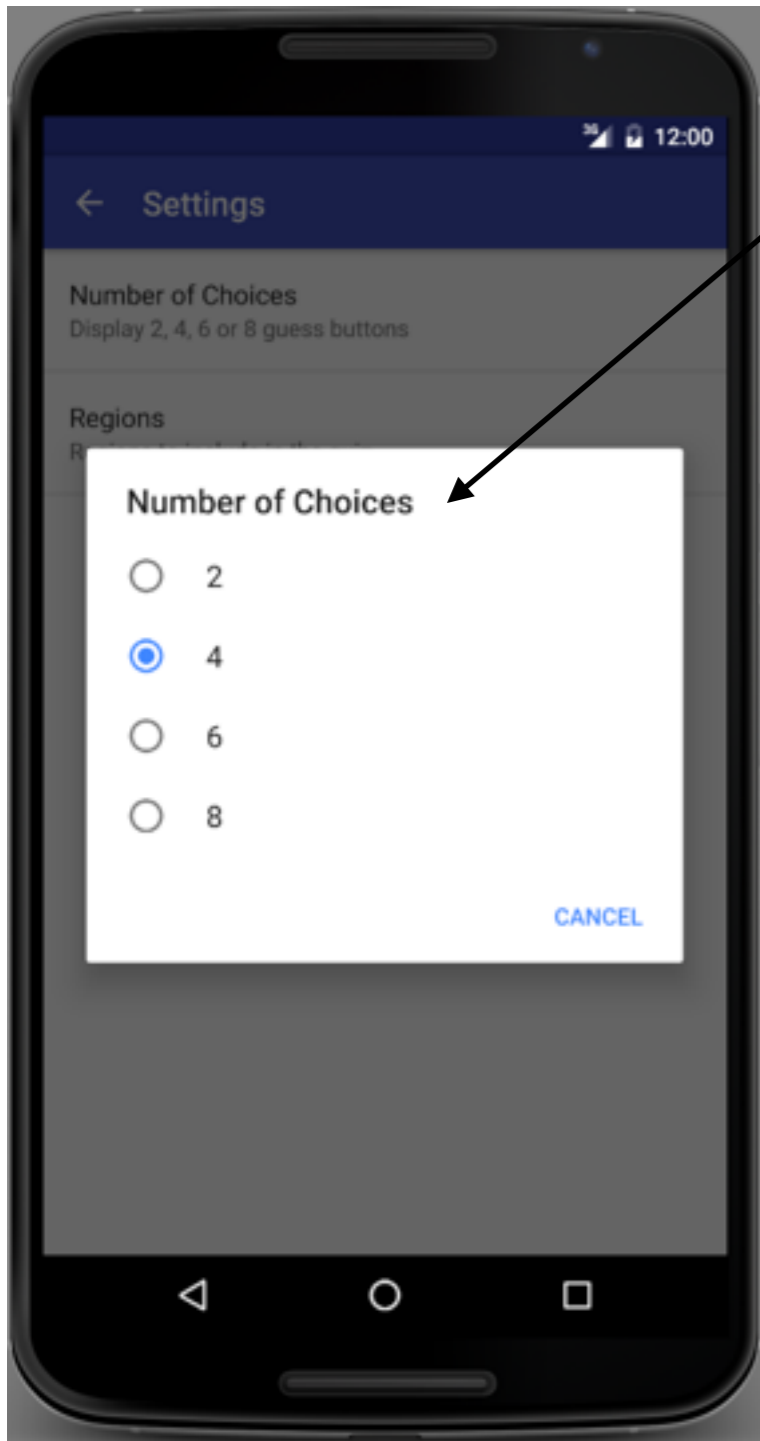 3G 12:00
Settings
Number of Choices
Display 2, 4, 6 or 8 guess buttons
Regions
Number of Choices
2
4
6
8
CANCEL